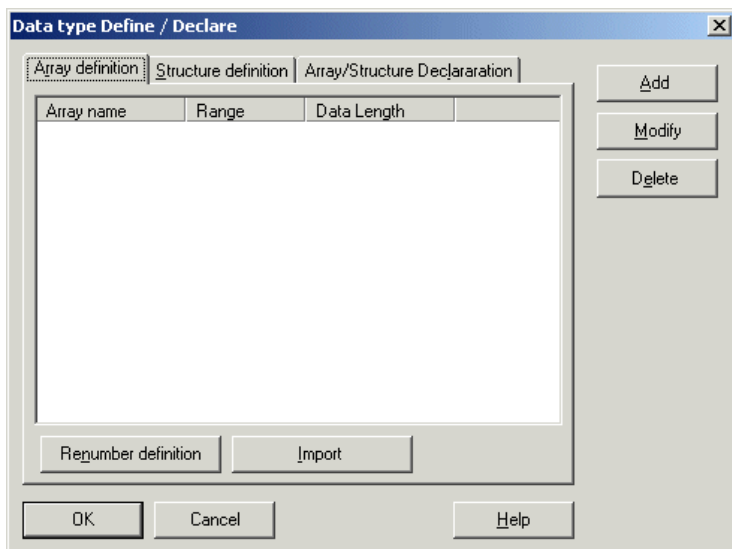 Data type Define / Declare
Array definition Structure definition Array/Structure Declararation
Add
Array name Range Data Length
Modify
Delete
Renumber definition Import
OK Cancel Help